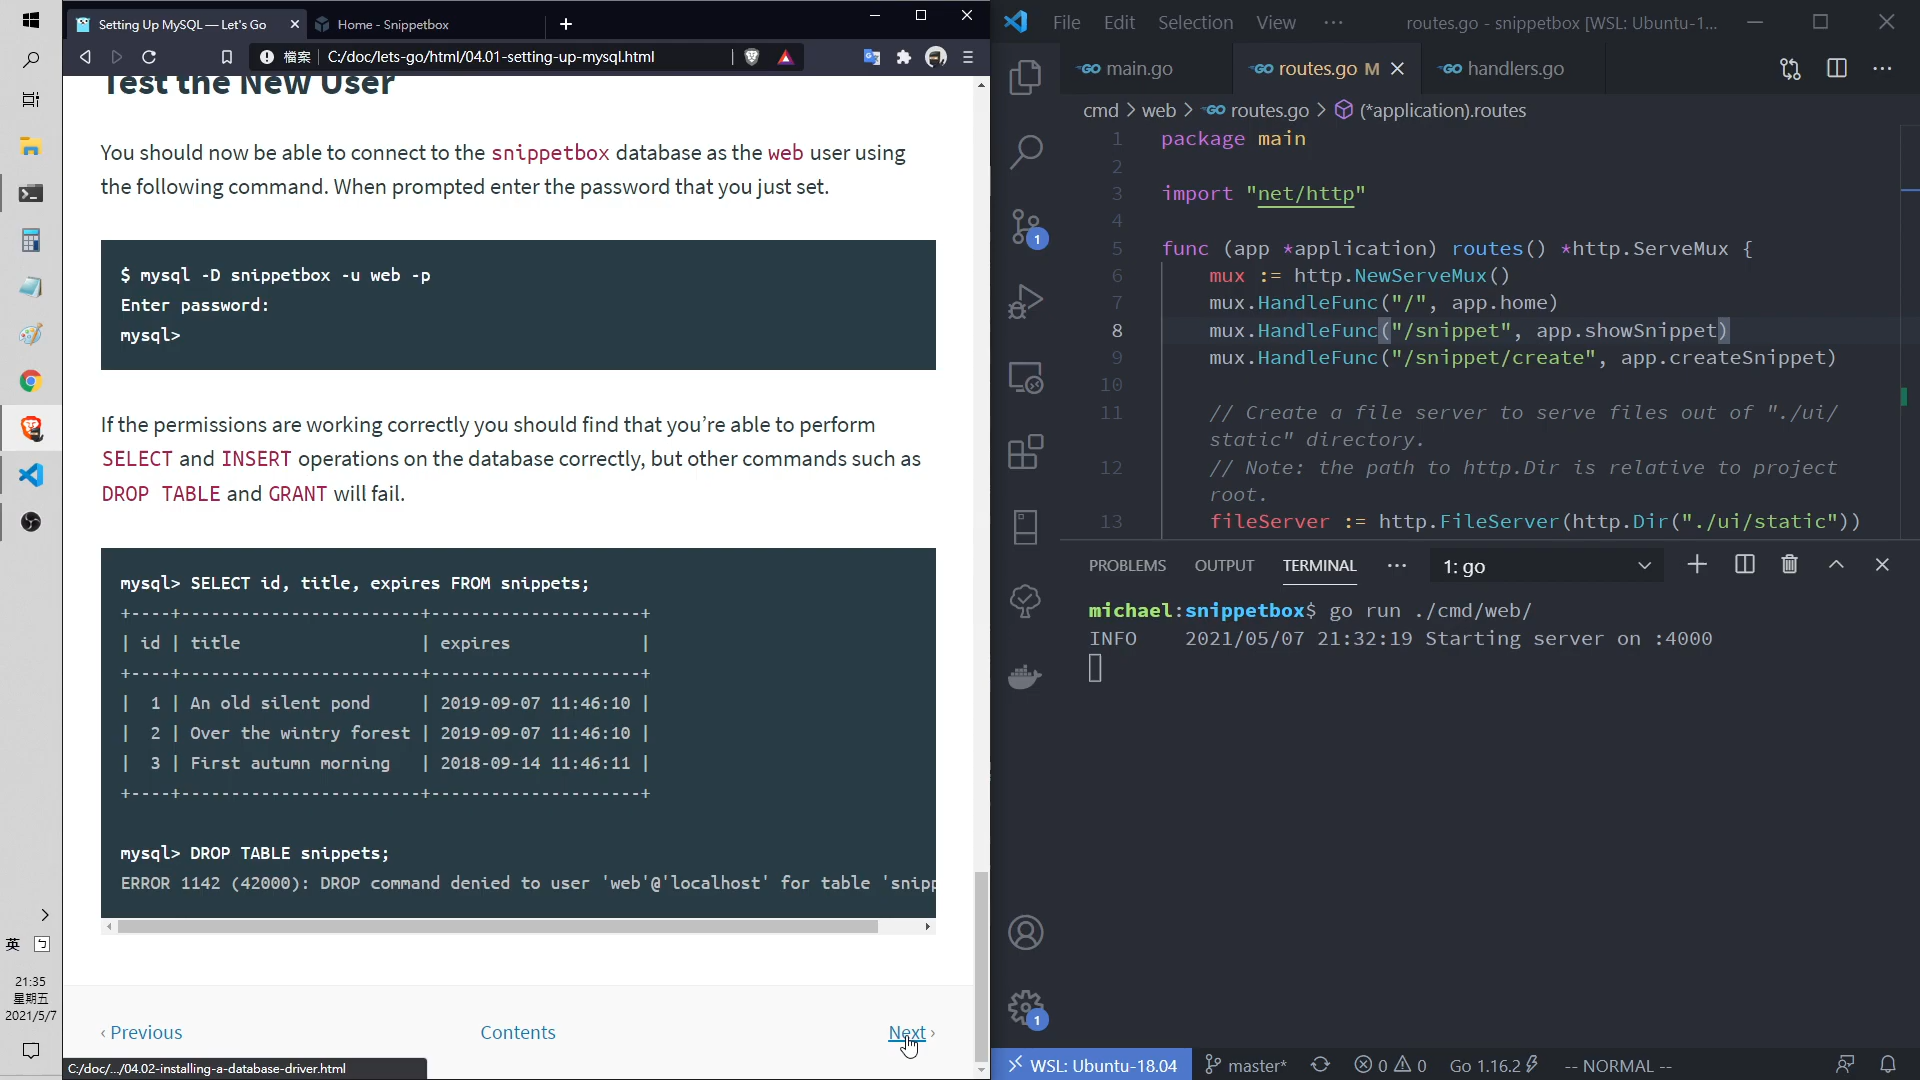 Setting Up MySQL — Let's Go
Home - Snippetbox
檔案
C:/doc/lets-go/html/04.01-setting-up-mysql.html
Test the New User
You should now be able to connect to the snippetbox database as the web user using
the following command. When prompted enter the password that you just set.
$ mysql -D snippetbox -u web -p
Enter password:
mysql>
If the permissions are working correctly you should find that you're able to perform
SELECT and INSERT operations on the database correctly, but other commands such as
DROP TABLE and GRANT will fail.
mysql> SELECT id, title, expires FROM snippets;
+----+------------------------+---------------------+
| id | title                  | expires             |
+----+------------------------+---------------------+
|  1 | An old silent pond     | 2019-09-07 11:46:10 |
|  2 | Over the wintry forest | 2019-09-07 11:46:10 |
|  3 | First autumn morning   | 2018-09-14 11:46:11 |
+----+------------------------+---------------------+
mysql> DROP TABLE snippets;
ERROR 1142 (42000): DROP command denied to user 'web'@'localhost' for table 'snipp
‹ Previous
Contents
Next ›
C:/doc/.../04.02-installing-a-database-driver.html
英
21:35
星期五
2021/5/7
File Edit Selection View ···
routes.go - snippetbox [WSL: Ubuntu-1...
main.go
routes.go M
handlers.go
cmd > web > routes.go > (*application).routes
1 package main
2
3 import "net/http"
4
5 func (app *application) routes() *http.ServeMux {
6 mux := http.NewServeMux()
7 mux.HandleFunc("/", app.home)
8 mux.HandleFunc("/snippet", app.showSnippet)
9 mux.HandleFunc("/snippet/create", app.createSnippet)
10
11 // Create a file server to serve files out of "./ui/
static" directory.
12 // Note: the path to http.Dir is relative to project
root.
13 fileServer := http.FileServer(http.Dir("./ui/static"))
PROBLEMS OUTPUT TERMINAL ···
1: go
michael:snippetbox$ go run ./cmd/web/
INFO 2021/05/07 21:32:19 Starting server on :4000
1
1
WSL: Ubuntu-18.04
master*
0 0
Go 1.16.2
-- NORMAL --